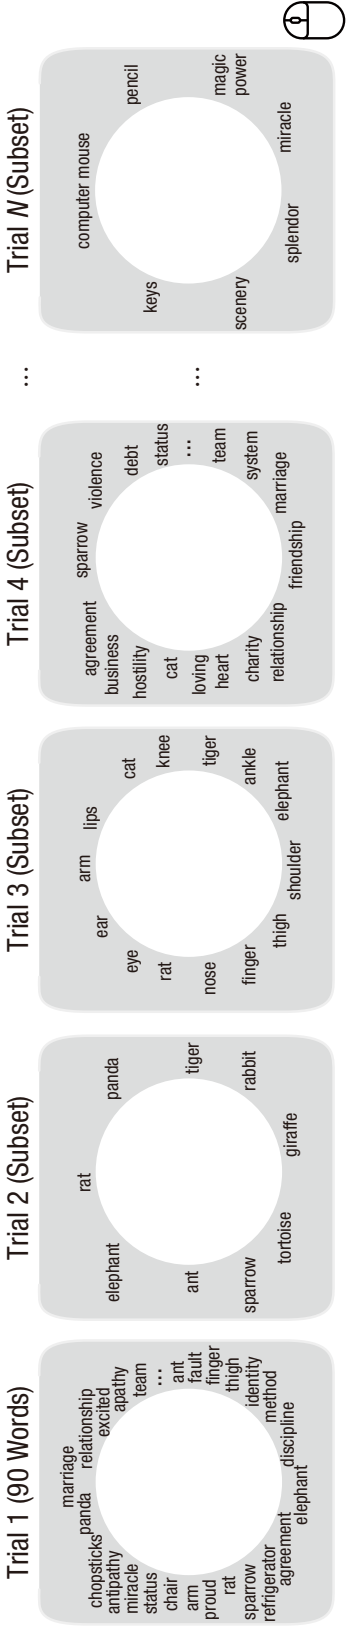 Trial 1 (90 Words)
marriage
panda
relationship
chopsticks
excited
antipathy
apathy
miracle
team
status
...
chair
ant
arm
fault
proud
finger
rat
thigh
sparrow
identity
refrigerator
method
agreement
discipline
elephant
Trial 2 (Subset)
rat
elephant
panda
ant
tiger
sparrow
rabbit
tortoise
giraffe
Trial 3 (Subset)
arm
ear
lips
eye
cat
rat
knee
nose
tiger
finger
ankle
thigh
elephant
shoulder
Trial 4 (Subset)
sparrow
agreement
violence
business
hostility
debt
cat
status
loving
heart
...
charity
team
relationship
system
friendship
marriage
...
...
Trial N (Subset)
computer mouse
keys
pencil
scenery
magic
power
splendor
miracle